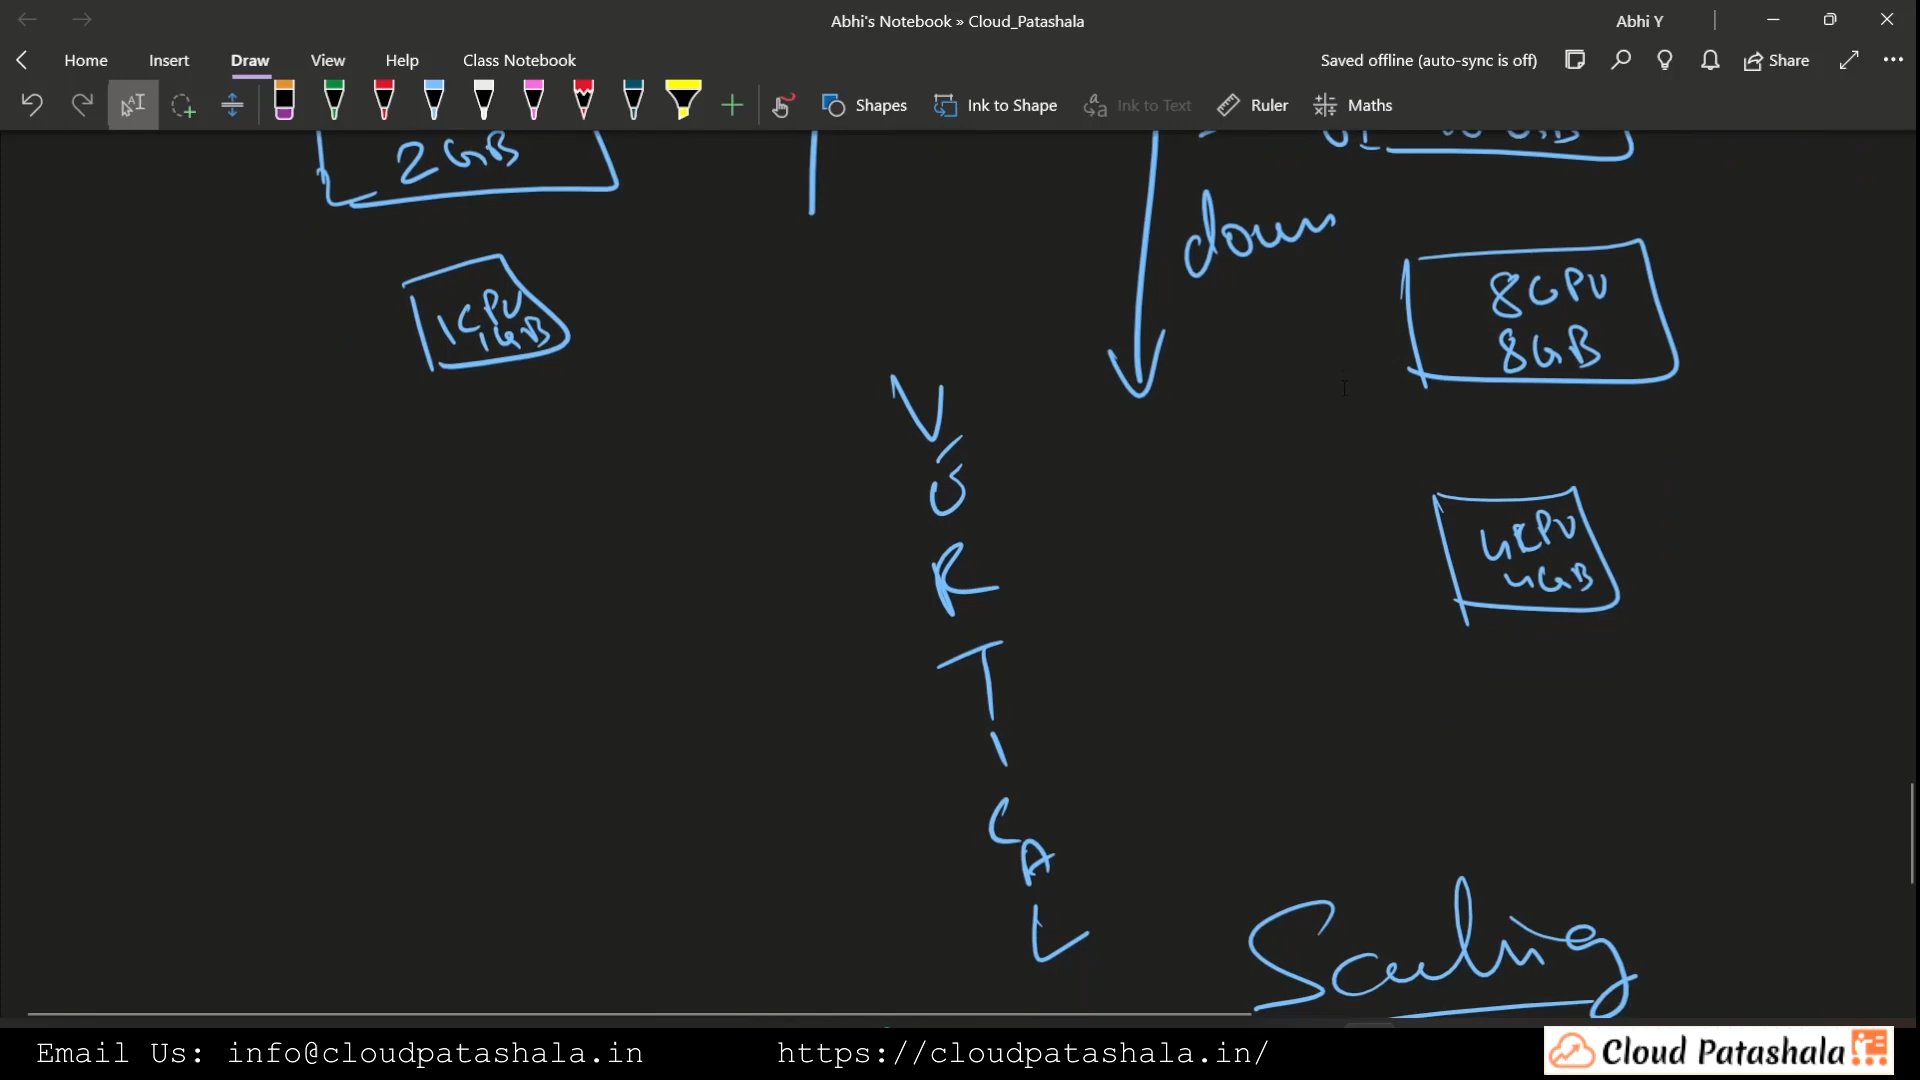 Abhi's Notebook » Cloud_Patashala
Abhi Y
Home Insert Draw View Help Class Notebook
Saved offline (auto-sync is off)
Share
Shapes Ink to Shape Ink to Text Ruler Maths
2GB
down
1CPU
1GB
8CPU
8GB
4CPU
4GB
VERTICAL
Scaling
Email Us: info@cloudpatashala.in
https://cloudpatashala.in/
Cloud Patashala